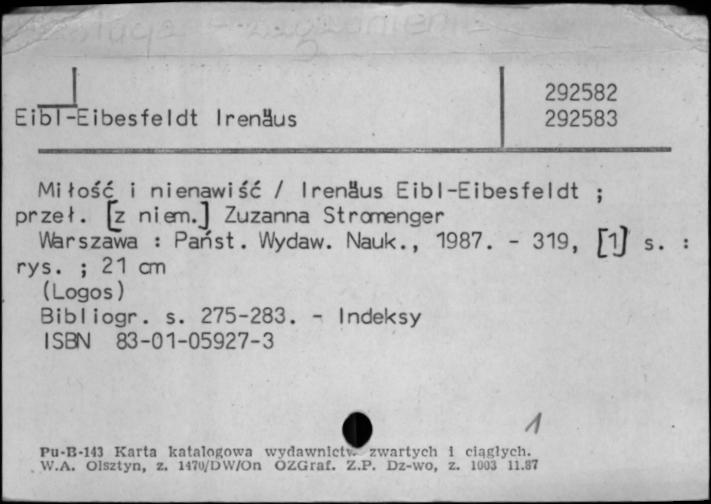 292582
Eibl-Eibesfeldt Irenäus 292583
Miłość i nienawiść / Irenäus Eibl-Eibesfeldt ;
przeł. [z niem.] Zuzanna Stromenger
Warszawa : Państ. Wydaw. Nauk., 1987. - 319, [1] s. :
rys. ; 21 cm
(Logos)
Bibliogr. s. 275-283. - Indeksy
ISBN 83-01-05927-3
1
Pu-B-143 Karta katalogowa wydawnictw zwartych i ciągłych.
W.A. Olsztyn, z. 1470/DW/On OZGraf. Z.P. Dz-wo, z. 1003 11.87